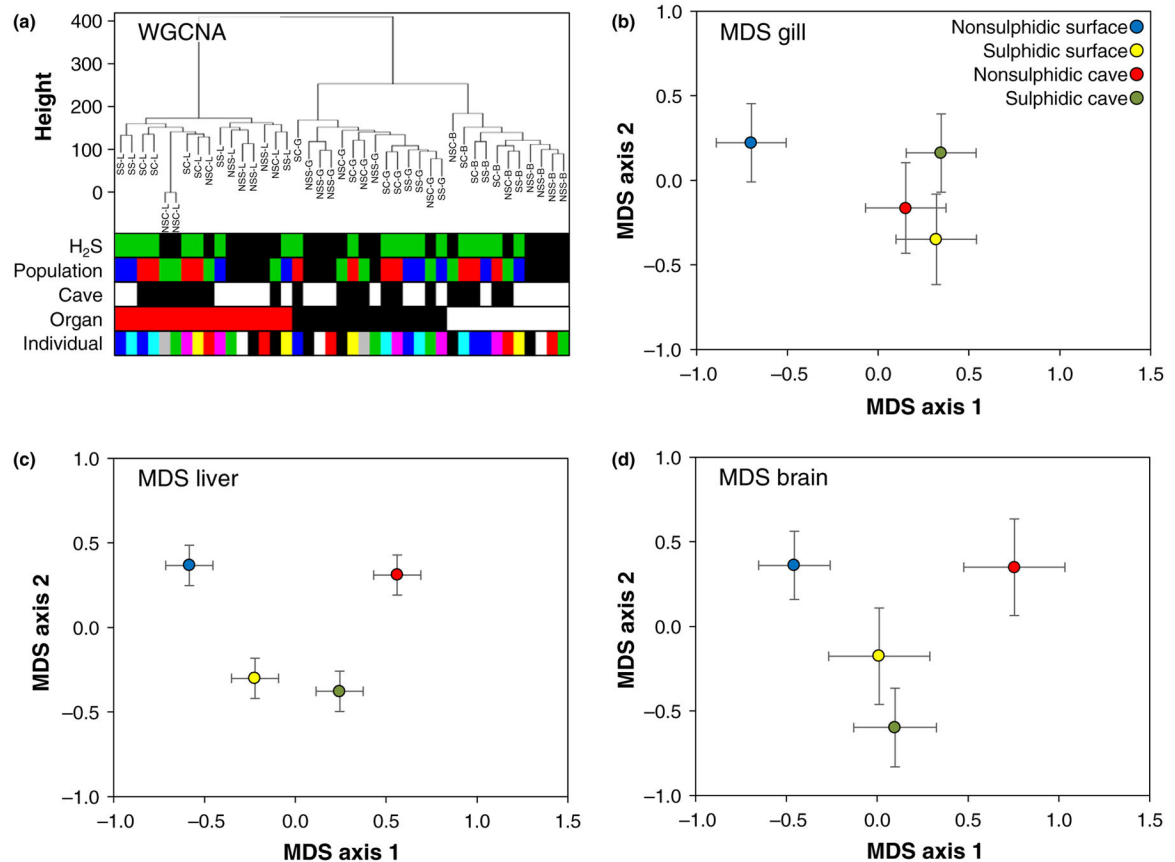 (a)
WGCNA
Height
400
300
200
100
0
SS-L
SS-L
SC-L
SC-L
NSC-L
NSC-L
SC-L
SC-L
NSC-L
SS-L
NSS-L
NSS-L
NSS-L
NSS-L
NSC-L
SS-L
SC-G
NSS-G
NSS-G
NSS-G
NSC-G
SC-G
NSC-G
NSS-G
SC-G
SC-G
SS-G
SS-G
NSC-G
SS-G
NSC-B
SC-B
SC-B
SS-B
SC-B
NSC-B
SS-B
NSS-B
NSS-B
NSS-B
NSS-B
H₂S
Population
Cave
Organ
Individual
(b)
MDS gill
Nonsulphidic surface
Sulphidic surface
Nonsulphidic cave
Sulphidic cave
MDS axis 2
1.0
0.5
0.0
−0.5
−1.0
−1.0 −0.5 0.0 0.5 1.0 1.5
MDS axis 1
(c)
MDS liver
MDS axis 2
1.0
0.5
0.0
−0.5
−1.0
−1.0 −0.5 0.0 0.5 1.0 1.5
MDS axis 1
(d)
MDS brain
MDS axis 2
1.0
0.5
0.0
−0.5
−1.0
−1.0 −0.5 0.0 0.5 1.0 1.5
MDS axis 1